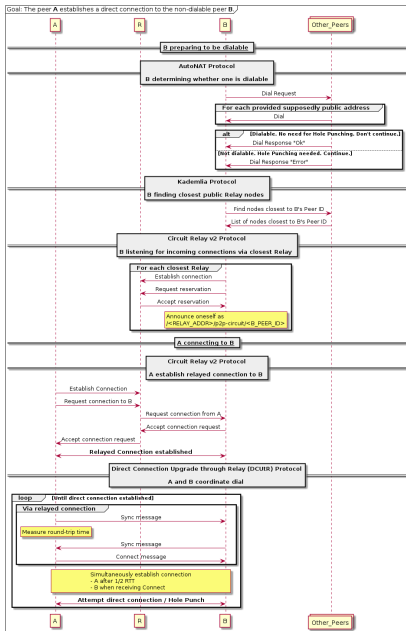 Goal: The peer A establishes a direct connection to the non-dialable peer B.
A
R
B
Other_Peers
B preparing to be dialable
AutoNAT Protocol
B determining whether one is dialable
Dial Request
For each provided supposedly public address
Dial
alt
[Dialable. No need for Hole Punching. Don't continue.]
Dial Response "Ok"
[Not dialable. Hole Punching needed. Continue.]
Dial Response "Error"
Kademlia Protocol
B finding closest public Relay nodes
Find nodes closest to B's Peer ID
List of nodes closest to B's Peer ID
Circuit Relay v2 Protocol
B listening for incoming connections via closest Relay
For each closest Relay
Establish connection
Request reservation
Accept reservation
Announce oneself as
/<RELAY_ADDR>/p2p-circuit/<B_PEER_ID>
A connecting to B
Circuit Relay v2 Protocol
A establish relayed connection to B
Establish Connection
Request connection to B
Request connection from A
Accept connection request
Accept connection request
Relayed Connection established
Direct Connection Upgrade through Relay (DCUtR) Protocol
A and B coordinate dial
loop
[Until direct connection established]
Via relayed connection
Sync message
Measure round-trip time
Sync message
Connect message
Simultaneously establish connection
- A after 1/2 RTT
- B when receiving Connect
Attempt direct connection / Hole Punch
A
R
B
Other_Peers